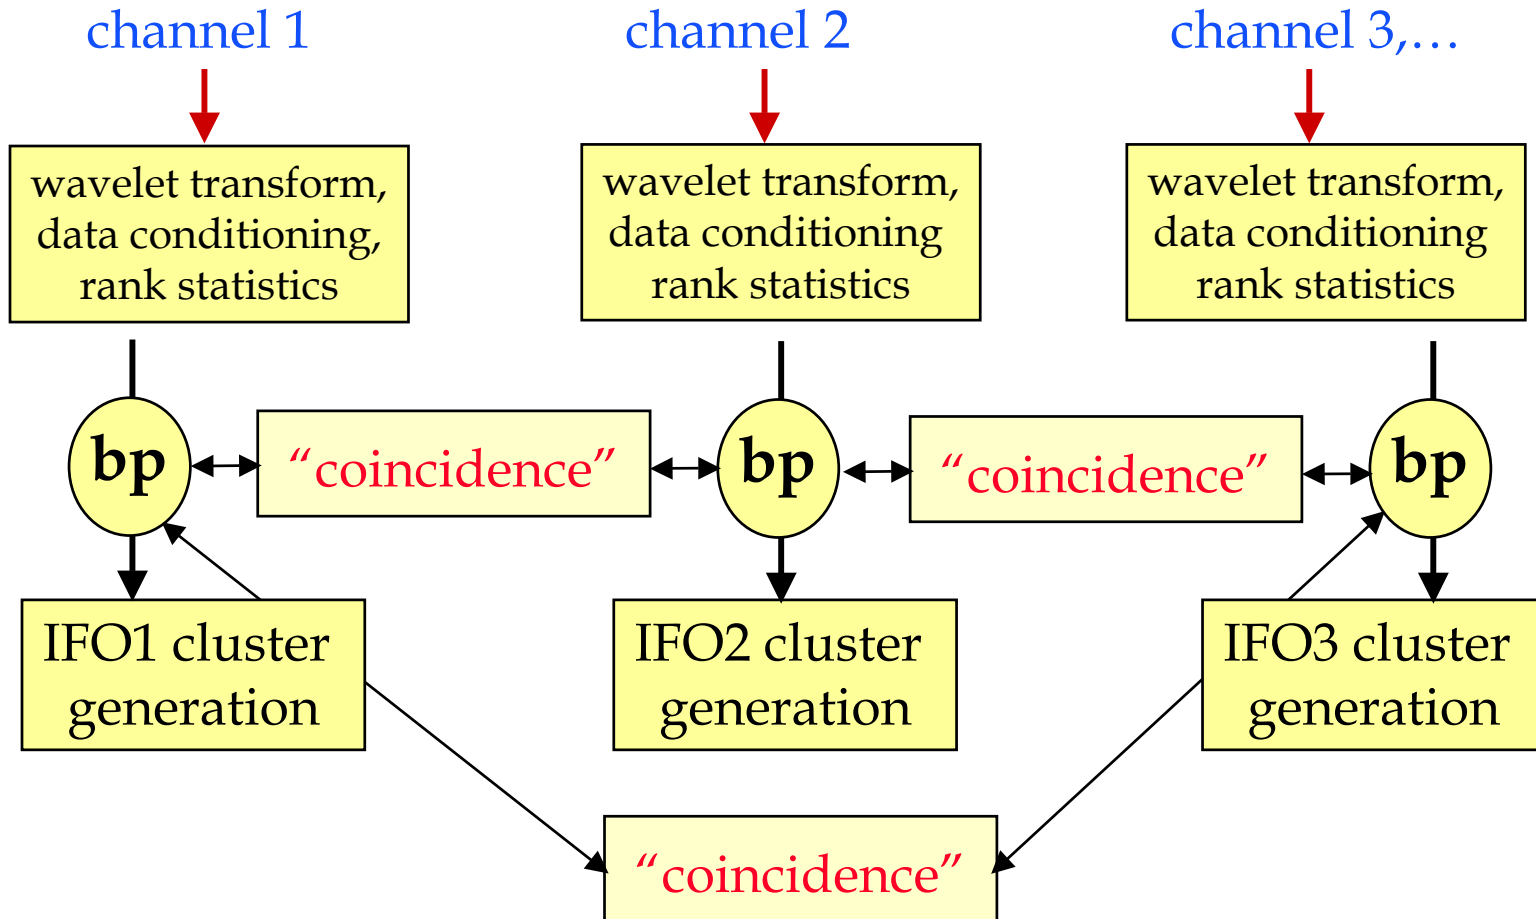 channel 1
channel 2
channel 3,…
wavelet transform,
data conditioning,
rank statistics
wavelet transform,
data conditioning
rank statistics
wavelet transform,
data conditioning
rank statistics
bp
“coincidence”
bp
“coincidence”
bp
IFO1 cluster
generation
IFO2 cluster
generation
IFO3 cluster
generation
“coincidence”